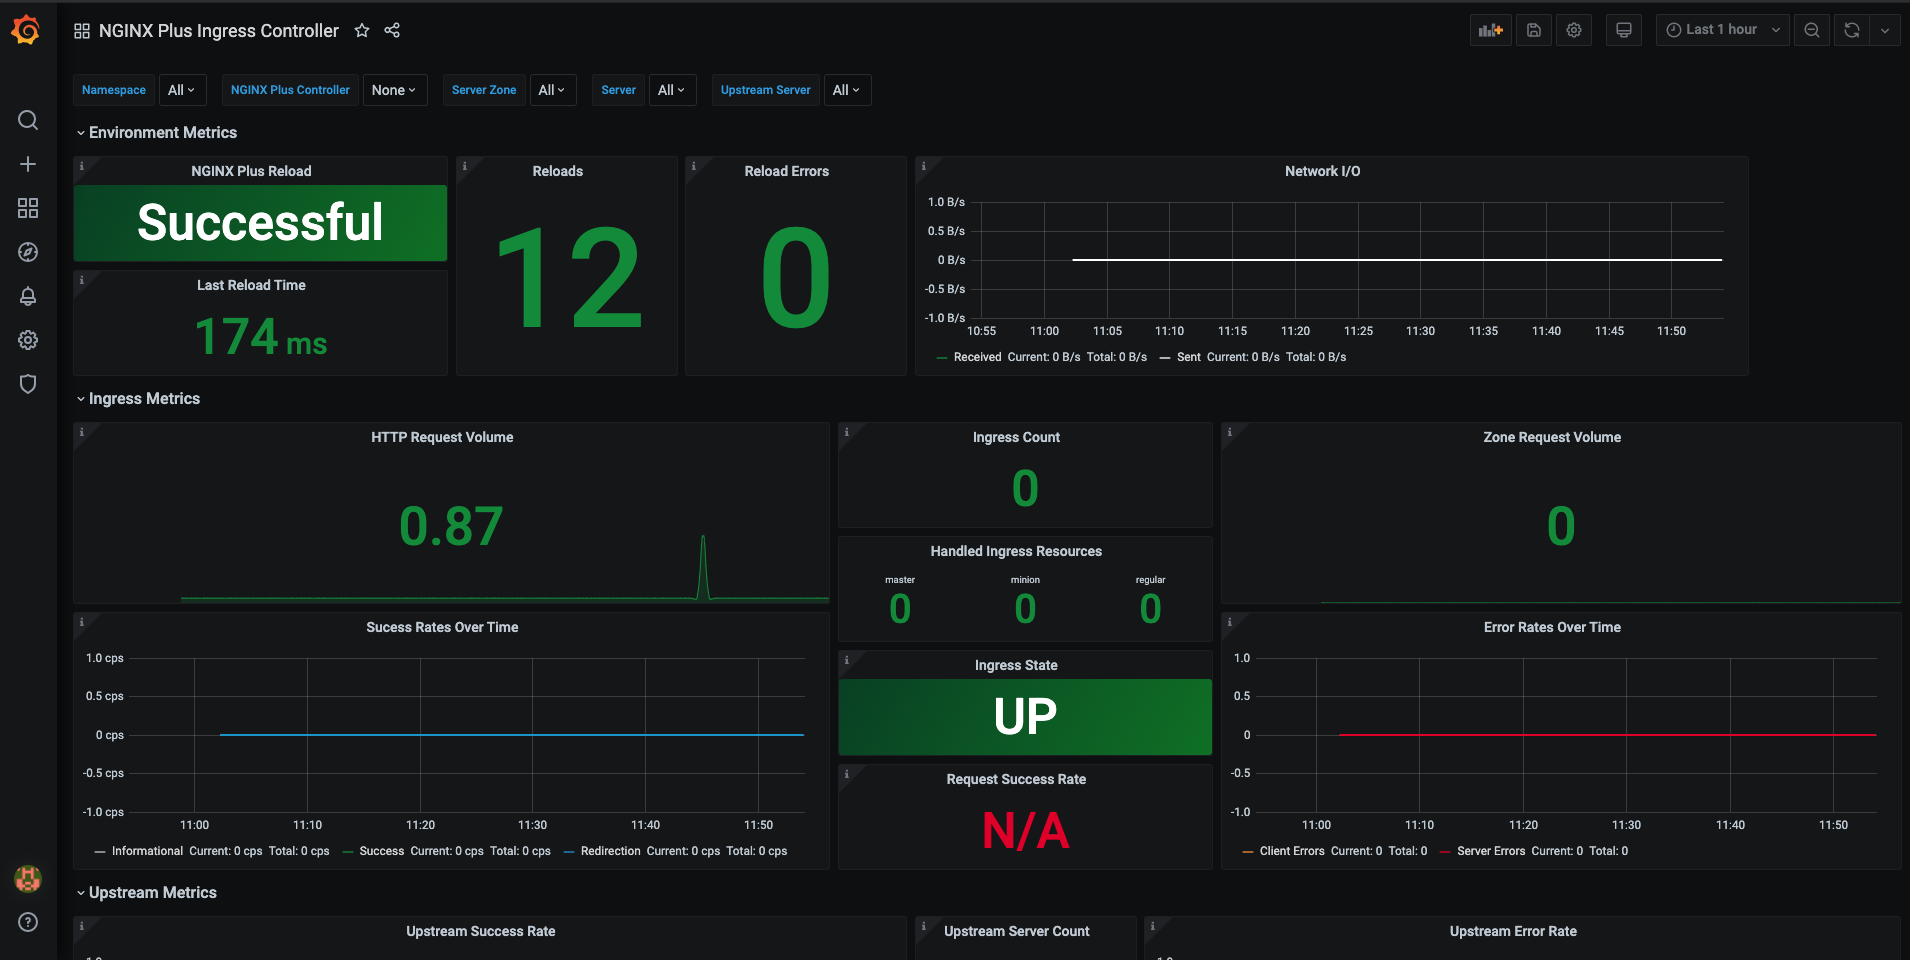 NGINX Plus Ingress Controller
Last 1 hour
Namespace All NGINX Plus Controller None Server Zone All Server All Upstream Server All
Environment Metrics
NGINX Plus Reload
Successful
Last Reload Time
174 ms
Reloads
12
Reload Errors
0
Network I/O
1.0 B/s
0.5 B/s
0 B/s
-0.5 B/s
-1.0 B/s
10:55 11:00 11:05 11:10 11:15 11:20 11:25 11:30 11:35 11:40 11:45 11:50
Received Current: 0 B/s Total: 0 B/s Sent Current: 0 B/s Total: 0 B/s
Ingress Metrics
HTTP Request Volume
0.87
Ingress Count
0
Handled Ingress Resources
master minion regular
0 0 0
Zone Request Volume
0
Sucess Rates Over Time
1.0 cps
0.5 cps
0 cps
-0.5 cps
-1.0 cps
11:00 11:10 11:20 11:30 11:40 11:50
Informational Current: 0 cps Total: 0 cps Success Current: 0 cps Total: 0 cps Redirection Current: 0 cps Total: 0 cps
Ingress State
UP
Request Success Rate
N/A
Error Rates Over Time
1.0
0.5
0
-0.5
-1.0
11:00 11:10 11:20 11:30 11:40 11:50
Client Errors Current: 0 Total: 0 Server Errors Current: 0 Total: 0
Upstream Metrics
Upstream Success Rate
Upstream Server Count
Upstream Error Rate